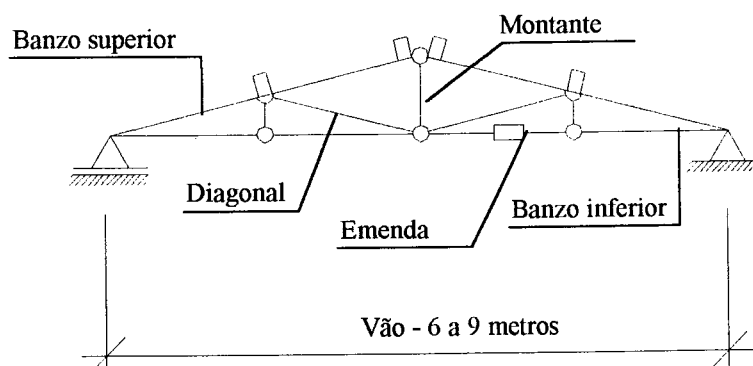 Montante
Banzo superior
Diagonal
Emenda
Banzo inferior
Vão - 6 a 9 metros